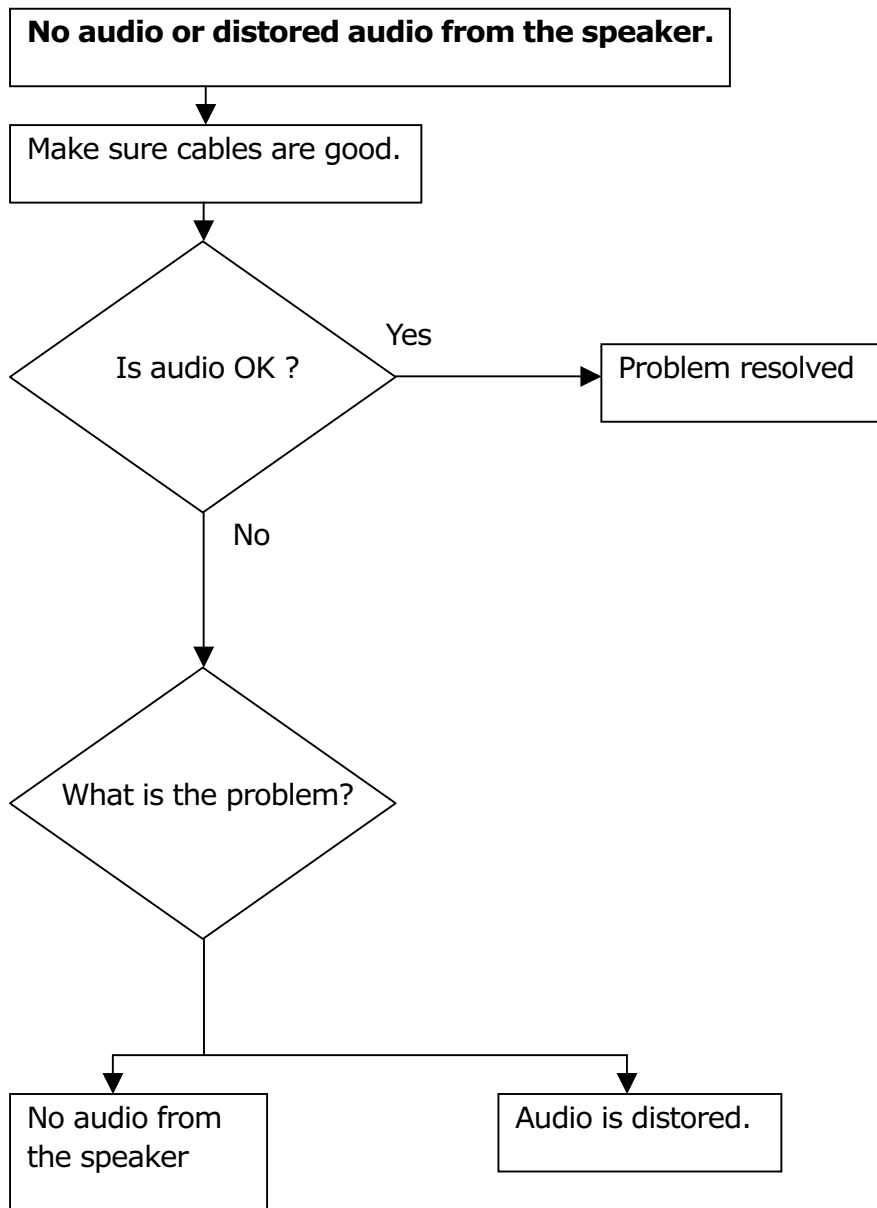 No audio or distored audio from the speaker.
Make sure cables are good.
Is audio OK ?
Yes
Problem resolved
No
What is the problem?
No audio from
the speaker
Audio is distored.